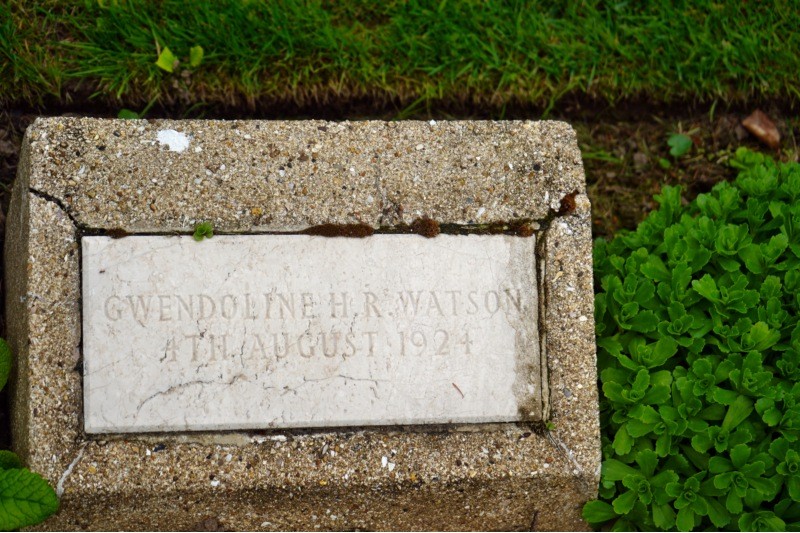 GWENDOLINE H. R. WATSON
4TH AUGUST 1924